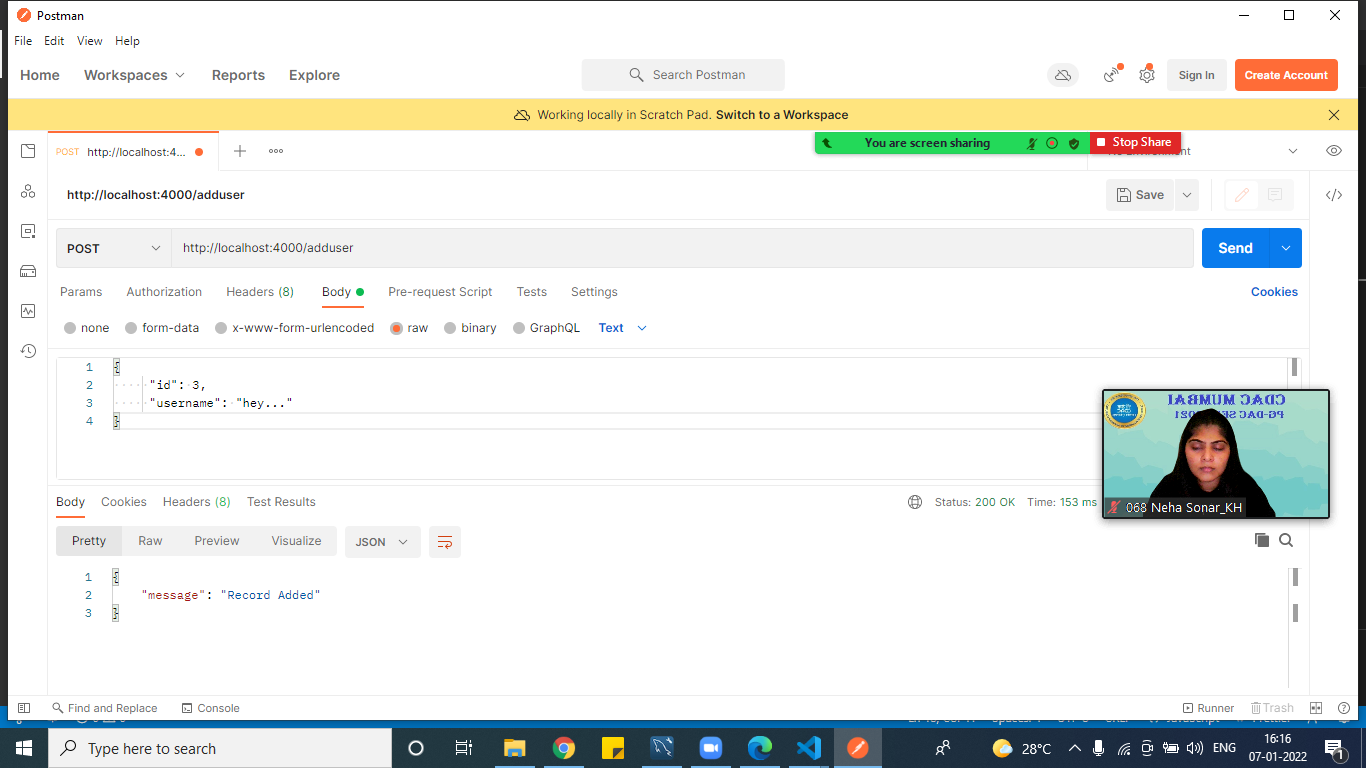 Postman
File Edit View Help
Home Workspaces Reports Explore
Search Postman
Sign In
Create Account
Working locally in Scratch Pad. Switch to a Workspace
You are screen sharing
Stop Share
POST http://localhost:4...
http://localhost:4000/adduser
Save
POST
http://localhost:4000/adduser
Send
Params Authorization Headers (8) Body Pre-request Script Tests Settings Cookies
none form-data x-www-form-urlencoded raw binary GraphQL Text
1 {
2 "id": 3,
3 "username": "hey..."
4 }
CDAC MUMBAI
068 Neha Sonar_KH
Body Cookies Headers (8) Test Results
Status: 200 OK Time: 153 ms
Pretty Raw Preview Visualize JSON
1 {
2 "message": "Record Added"
3 }
Find and Replace Console
Runner Trash
Type here to search
28°C
ENG
16:16
07-01-2022
1